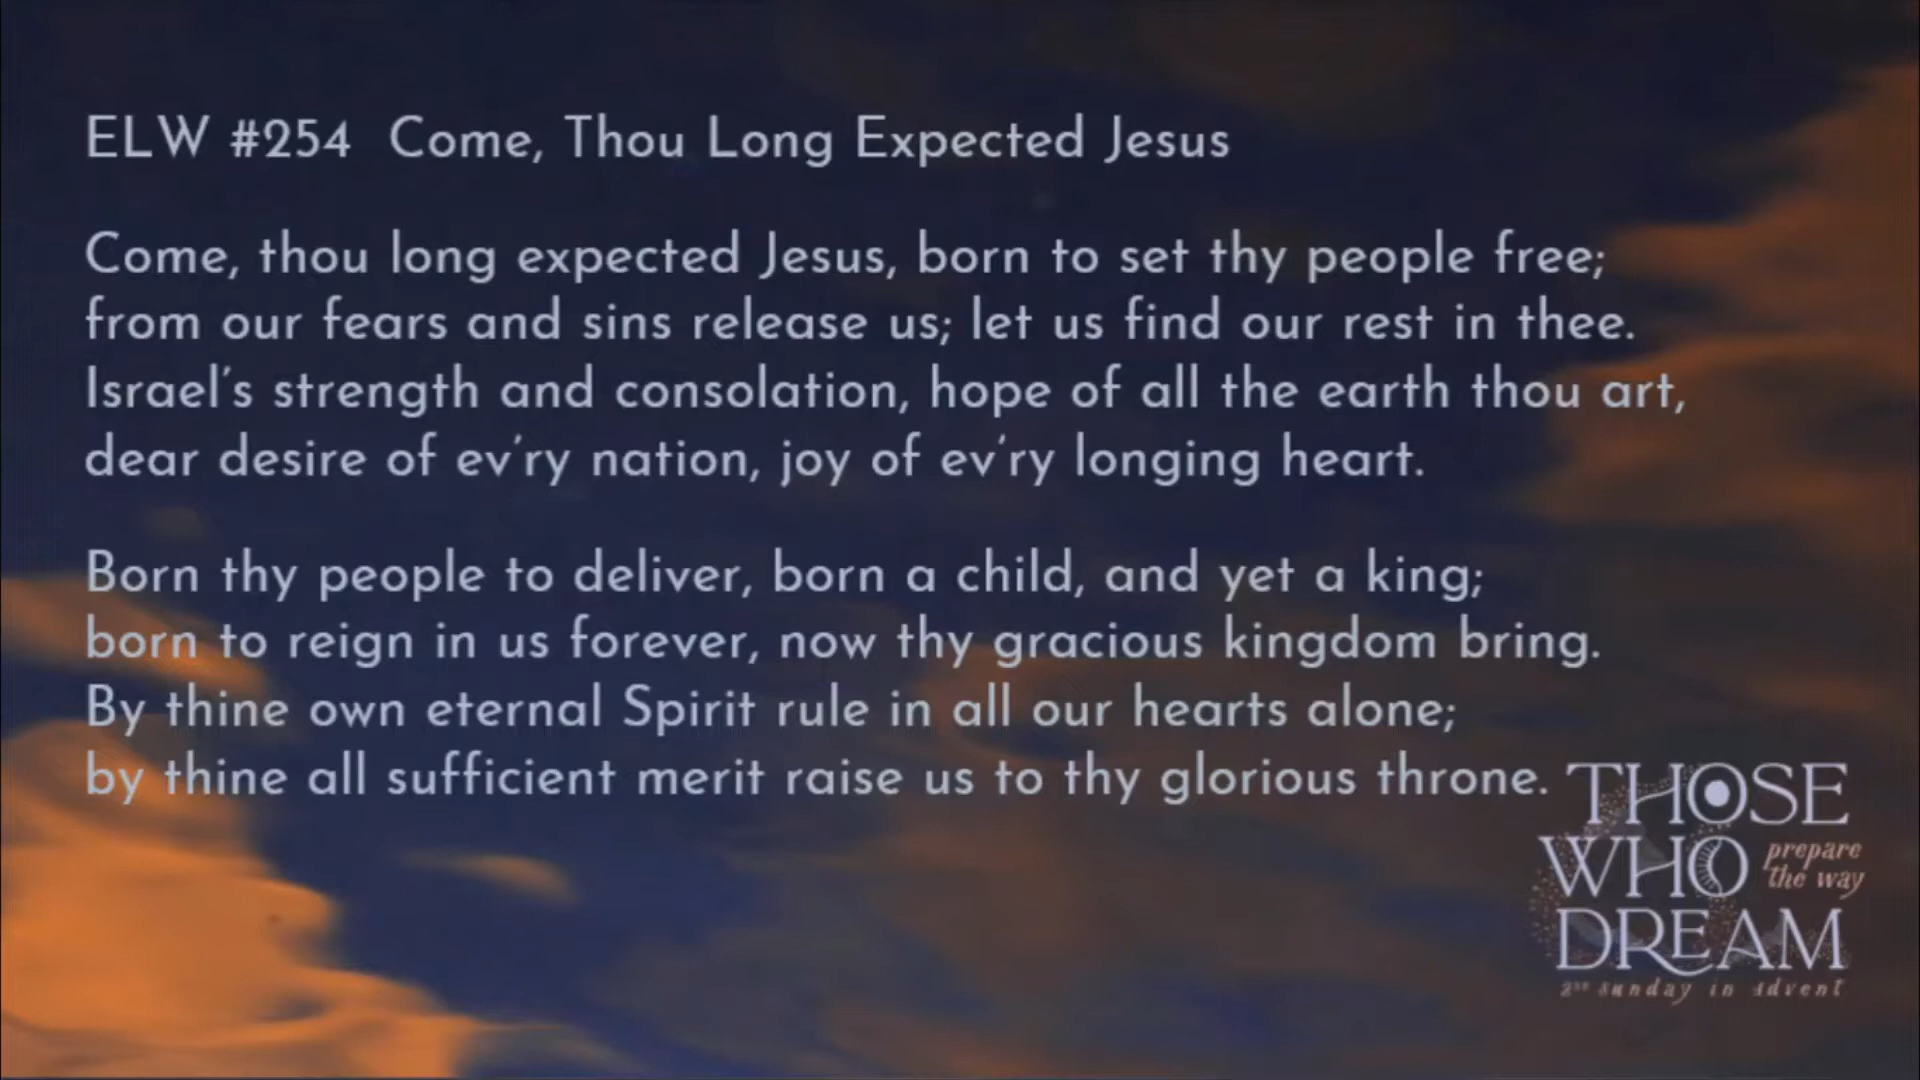 ELW #254 Come, Thou Long Expected Jesus
Come, thou long expected Jesus, born to set thy people free;
from our fears and sins release us; let us find our rest in thee.
Israel's strength and consolation, hope of all the earth thou art,
dear desire of ev'ry nation, joy of ev'ry longing heart.
Born thy people to deliver, born a child, and yet a king;
born to reign in us forever, now thy gracious kingdom bring.
By thine own eternal Spirit rule in all our hearts alone;
by thine all sufficient merit raise us to thy glorious throne.
THOSE
WHO
prepare
the way
DREAM
2ND sunday in advent